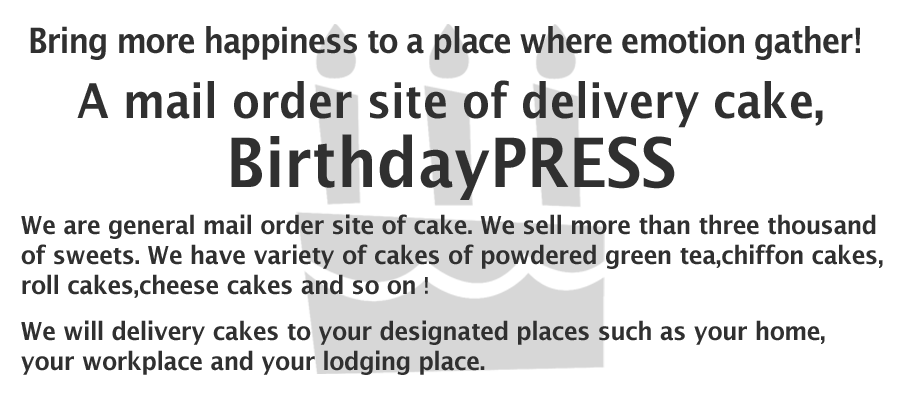 Bring more happiness to a place where emotion gather!
A mail order site of delivery cake,
BirthdayPRESS
We are general mail order site of cake. We sell more than three thousand
of sweets. We have variety of cakes of powdered green tea,chiffon cakes,
roll cakes,cheese cakes and so on !
We will delivery cakes to your designated places such as your home,
your workplace and your lodging place.